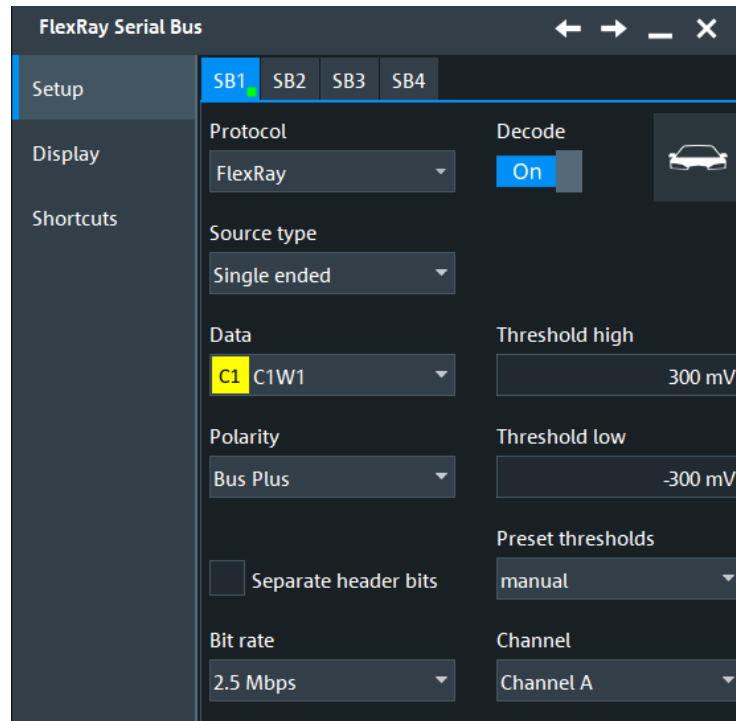 FlexRay Serial Bus
Setup
Display
Shortcuts
SB1 SB2 SB3 SB4
Protocol
FlexRay
Decode
On
Source type
Single ended
Data
C1 C1W1
Threshold high
300 mV
Polarity
Bus Plus
Threshold low
-300 mV
Separate header bits
Preset thresholds
manual
Bit rate
2.5 Mbps
Channel
Channel A